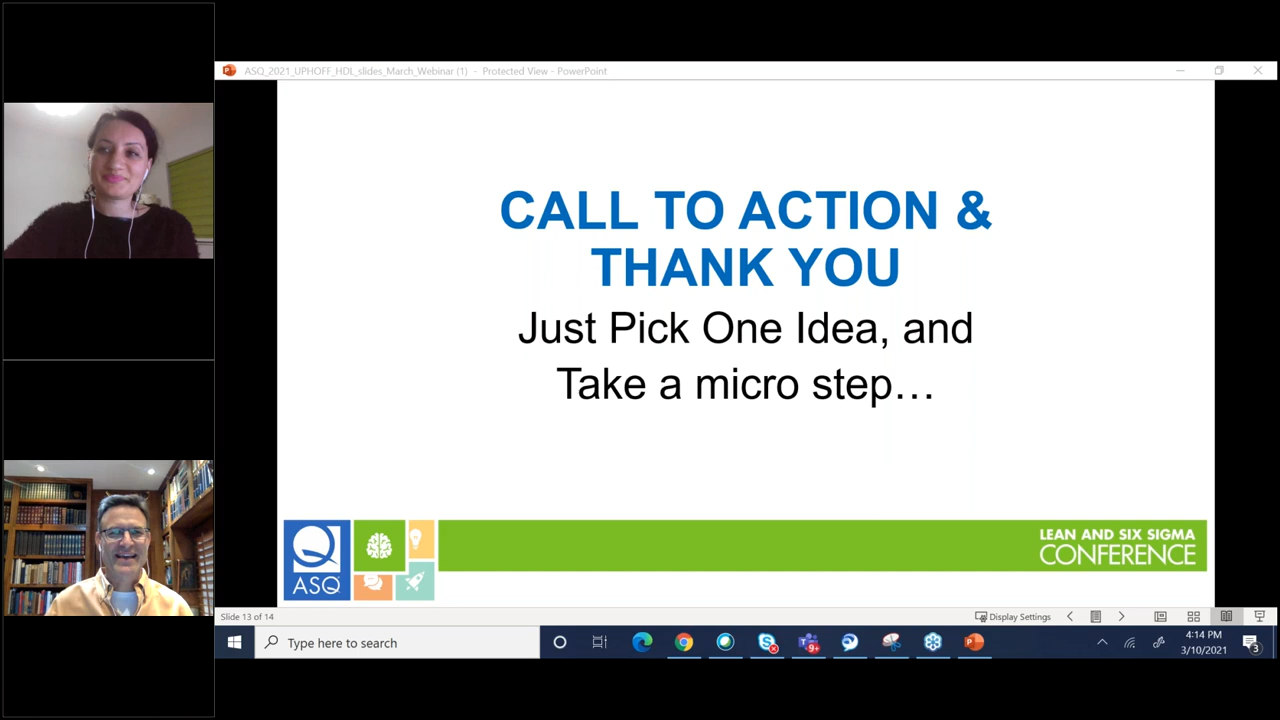 ASQ_2021_UPHOFF_HDL_slides_March_Webinar (1) - Protected View - PowerPoint
CALL TO ACTION &
THANK YOU
Just Pick One Idea, and
Take a micro step…
ASQ
LEAN AND SIX SIGMA
CONFERENCE
Slide 13 of 14
Display Settings
Type here to search
9+
4:14 PM
3/10/2021
3